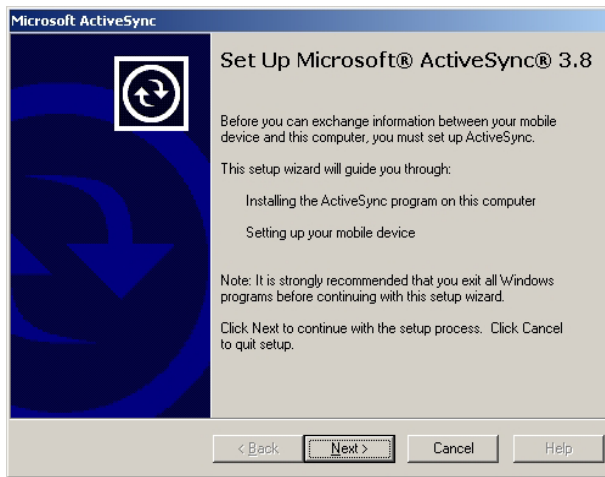 Microsoft ActiveSync
Set Up Microsoft® ActiveSync® 3.8
Before you can exchange information between your mobile
device and this computer, you must set up ActiveSync.
This setup wizard will guide you through:
Installing the ActiveSync program on this computer
Setting up your mobile device
Note: It is strongly recommended that you exit all Windows
programs before continuing with this setup wizard.
Click Next to continue with the setup process. Click Cancel
to quit setup.
< Back Next > Cancel Help